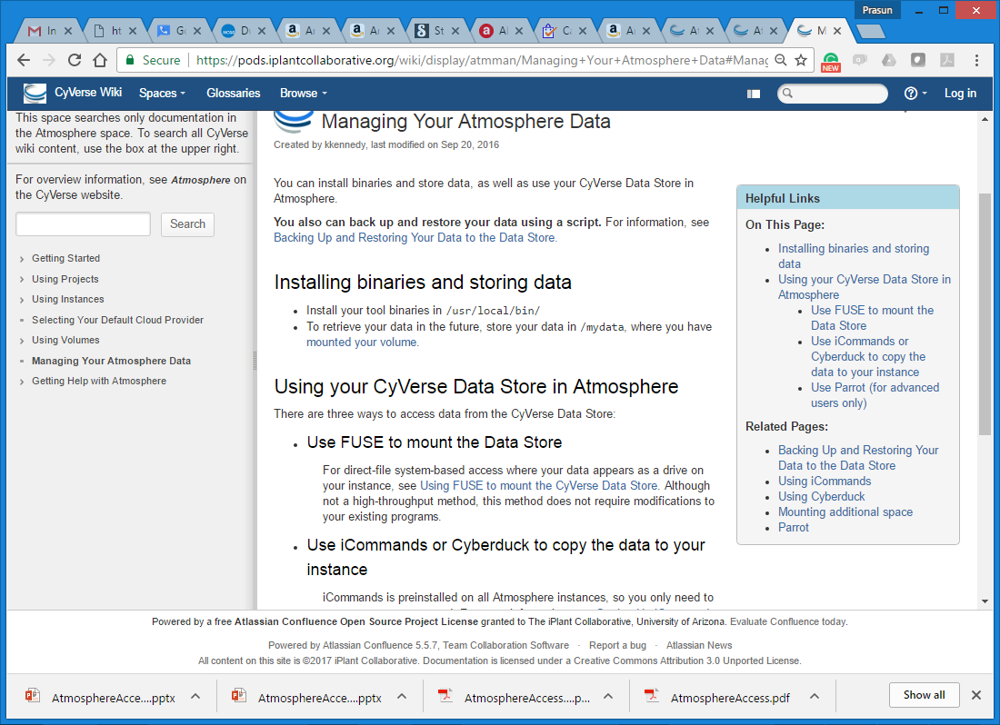 Prasun
In
ht
G
D
A
A
St
Al
C
A
A
A
M
Secure
https://pods.iplantcollaborative.org/wiki/display/atmman/Managing+Your+Atmosphere+Data#Manag
NEW
CyVerse Wiki
Spaces
Glossaries
Browse
Log in
This space searches only documentation in
the Atmosphere space. To search all CyVerse
wiki content, use the box at the upper right.
For overview information, see Atmosphere on
the CyVerse website.
Search
Getting Started
Using Projects
Using Instances
Selecting Your Default Cloud Provider
Using Volumes
Managing Your Atmosphere Data
Getting Help with Atmosphere
Managing Your Atmosphere Data
Created by kkennedy, last modified on Sep 20, 2016
You can install binaries and store data, as well as use your CyVerse Data Store in
Atmosphere.
You also can back up and restore your data using a script. For information, see
Backing Up and Restoring Your Data to the Data Store.
Installing binaries and storing data
Install your tool binaries in /usr/local/bin/
To retrieve your data in the future, store your data in /mydata, where you have
mounted your volume.
Using your CyVerse Data Store in Atmosphere
There are three ways to access data from the CyVerse Data Store:
Use FUSE to mount the Data Store
For direct-file system-based access where your data appears as a drive on
your instance, see Using FUSE to mount the CyVerse Data Store. Although
not a high-throughput method, this method does not require modifications to
your existing programs.
Use iCommands or Cyberduck to copy the data to your
instance
iCommands is preinstalled on all Atmosphere instances, so you only need to
Helpful Links
On This Page:
Installing binaries and storing
data
Using your CyVerse Data Store in
Atmosphere
Use FUSE to mount the
Data Store
Use iCommands or
Cyberduck to copy the
data to your instance
Use Parrot (for advanced
users only)
Related Pages:
Backing Up and Restoring Your
Data to the Data Store
Using iCommands
Using Cyberduck
Mounting additional space
Parrot
Powered by a free Atlassian Confluence Open Source Project License granted to The iPlant Collaborative, University of Arizona. Evaluate Confluence today.
Powered by Atlassian Confluence 5.5.7, Team Collaboration Software · Report a bug · Atlassian News
All content on this site is ©2017 iPlant Collaborative. Documentation is licensed under a Creative Commons Attribution 3.0 Unported License.
AtmosphereAcce....pptx
AtmosphereAcce....pptx
AtmosphereAccess....p...
AtmosphereAccess.pdf
Show all